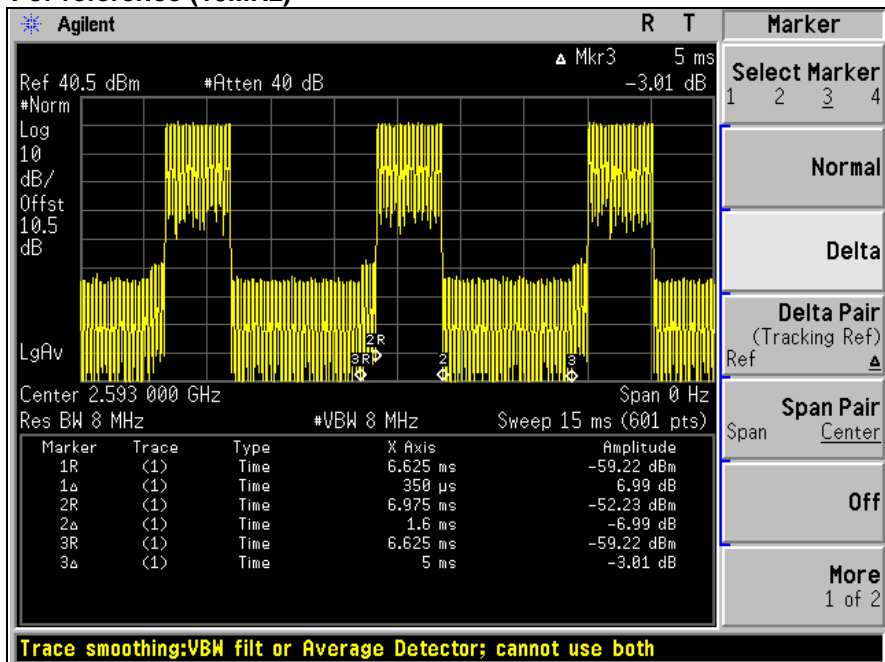 Agilent R T Marker
Δ Mkr3 5 ms
Ref 40.5 dBm #Atten 40 dB -3.01 dB
#Norm
Log
10
dB/
Offst
10.5
dB
LgAv
2R
3R
2
3
Center 2.593 000 GHz Span 0 Hz
Res BW 8 MHz #VBW 8 MHz Sweep 15 ms (601 pts)
Marker Trace Type X Axis Amplitude
1R (1) Time 6.625 ms -59.22 dBm
1Δ (1) Time 350 µs 6.99 dB
2R (1) Time 6.975 ms -52.23 dBm
2Δ (1) Time 1.6 ms -6.99 dB
3R (1) Time 6.625 ms -59.22 dBm
3Δ (1) Time 5 ms -3.01 dB
Trace smoothing:VBW filt or Average Detector; cannot use both
Select Marker
1 2 3 4
Normal
Delta
Delta Pair
(Tracking Ref)
Ref Δ
Span Pair
Span Center
Off
More
1 of 2